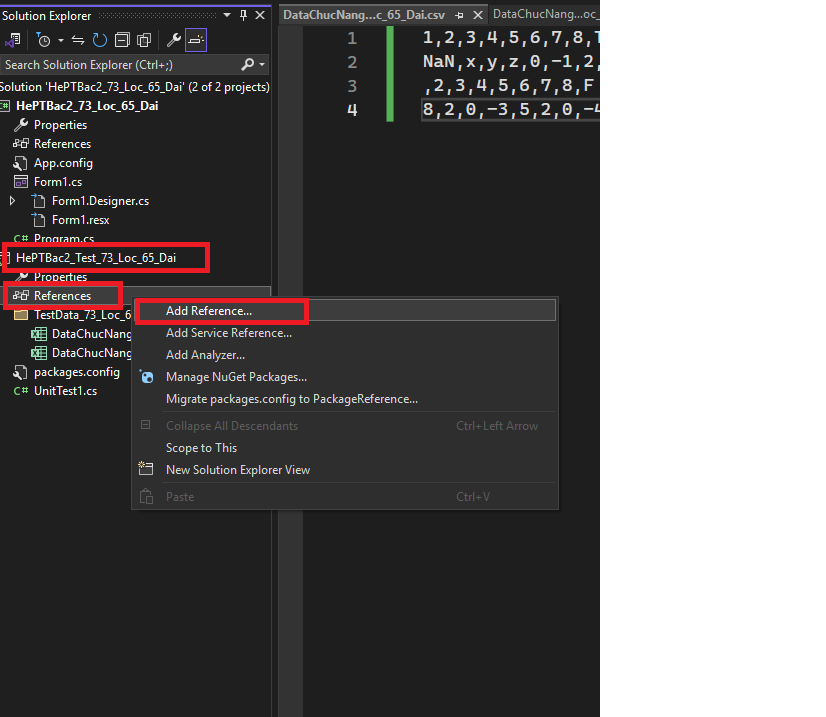 Solution Explorer
Search Solution Explorer (Ctrl+;)
Solution 'HePTBac2_73_Loc_65_Dai' (2 of 2 projects)
C# HePTBac2_73_Loc_65_Dai
Properties
References
App.config
Form1.cs
Form1.Designer.cs
Form1.resx
C# Program.cs
HePTBac2_Test_73_Loc_65_Dai
Properties
References
TestData_73_Loc_6
DataChucNang
DataChucNang
packages.config
C# UnitTest1.cs
Add Reference...
Add Service Reference...
Add Analyzer...
Manage NuGet Packages...
Migrate packages.config to PackageReference...
Collapse All Descendants Ctrl+Left Arrow
Scope to This
New Solution Explorer View
Paste Ctrl+V
DataChucNang...c_65_Dai.csv
DataChucNang...oc_
1 1,2,3,4,5,6,7,8,T
2 NaN,x,y,z,0,-1,2,
3 ,2,3,4,5,6,7,8,F
4 8,2,0,-3,5,2,0,-4